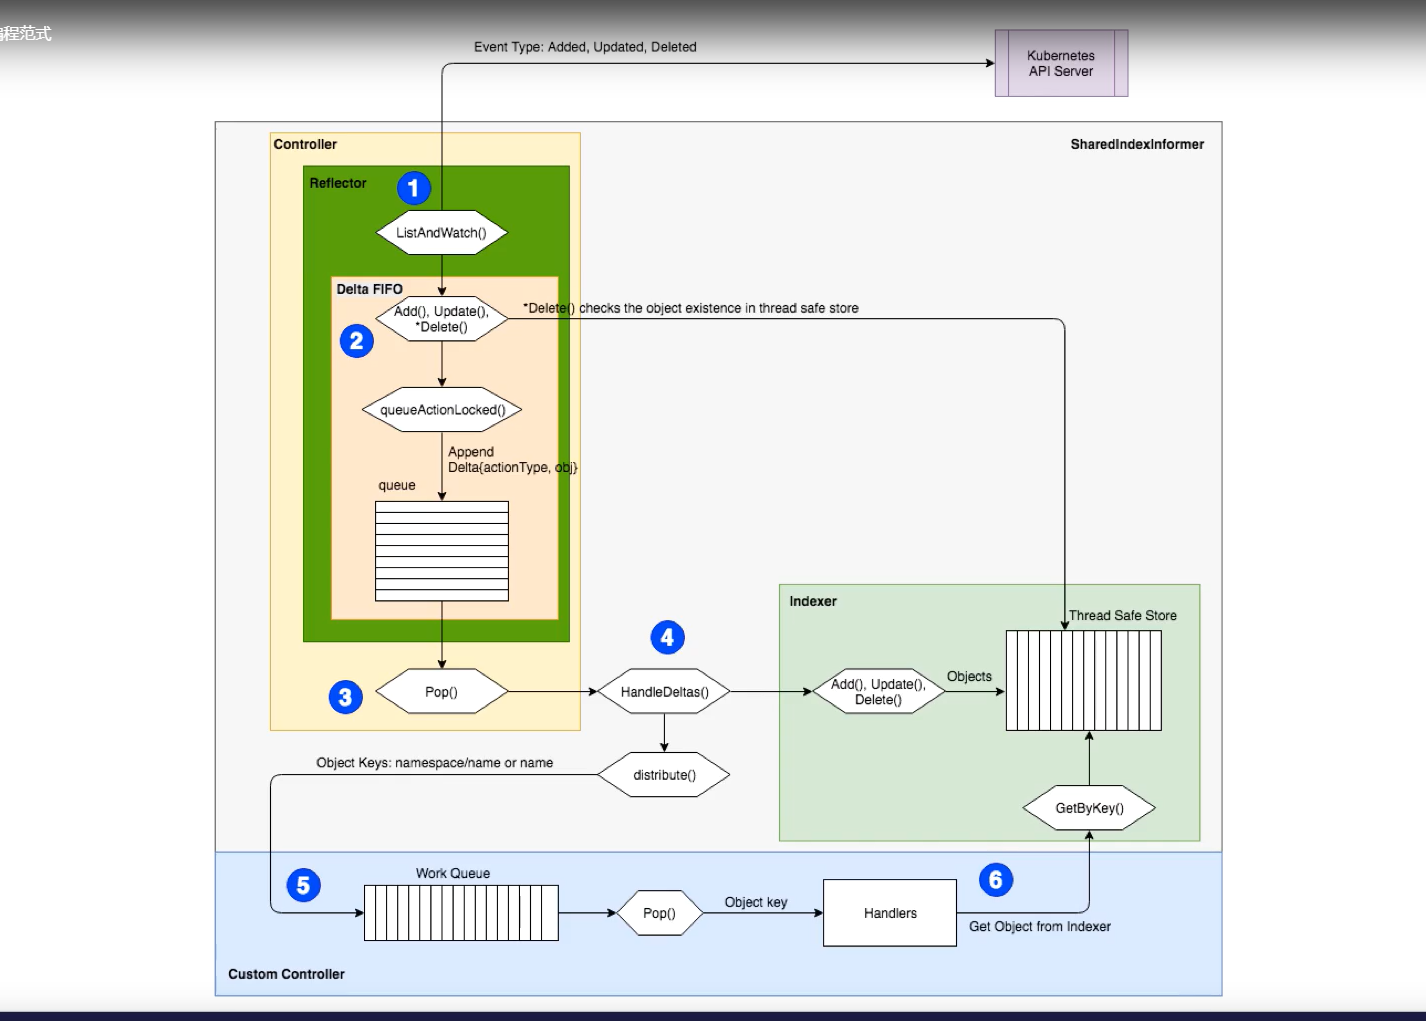 编程范式
Event Type: Added, Updated, Deleted
Kubernetes
API Server
Controller
SharedIndexInformer
Reflector
1
ListAndWatch()
Delta FIFO
Add(), Update(),
*Delete()
*Delete() checks the object existence in thread safe store
2
queueActionLocked()
Append
Delta{actionType, obj}
queue
Indexer
Thread Safe Store
4
3
Pop()
HandleDeltas()
Add(), Update(),
Delete()
Objects
Object Keys: namespace/name or name
distribute()
GetByKey()
5
Work Queue
6
Pop()
Object key
Handlers
Get Object from Indexer
Custom Controller